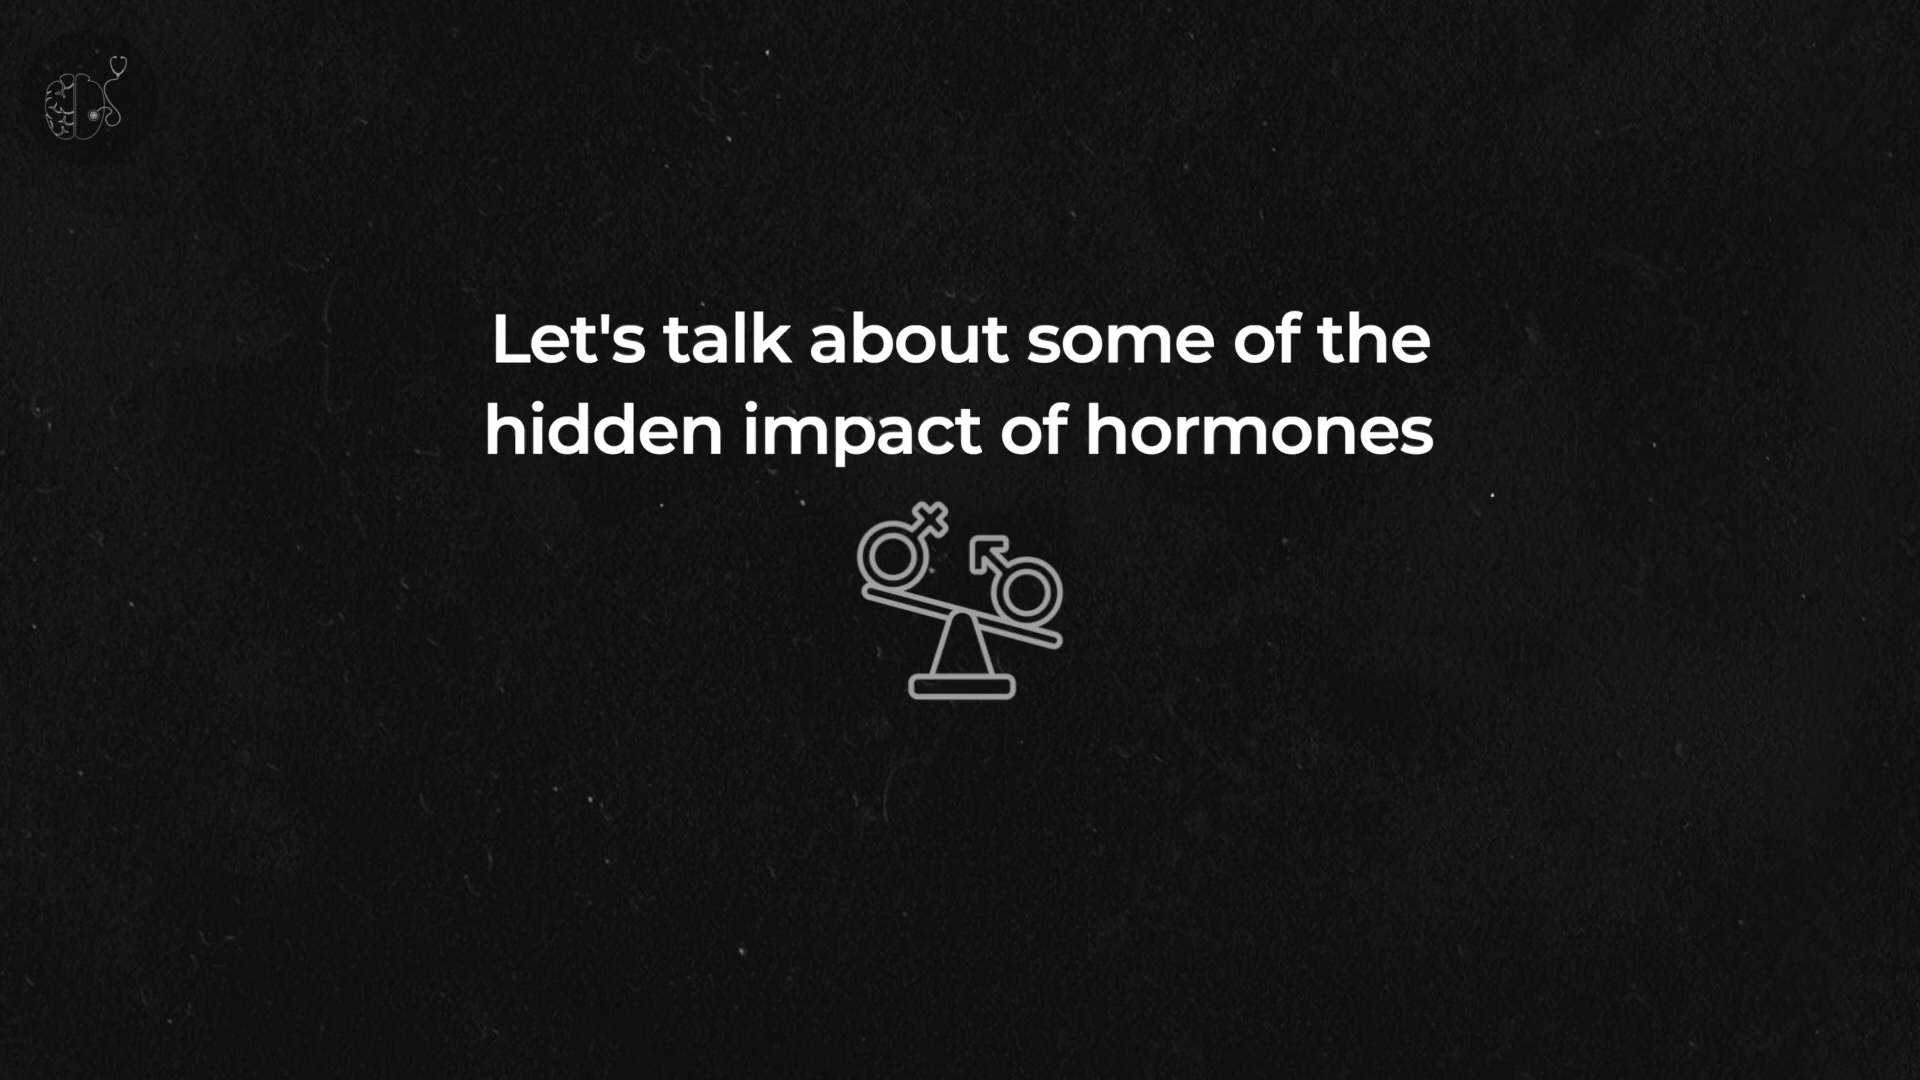 Let's talk about some of the
hidden impact of hormones